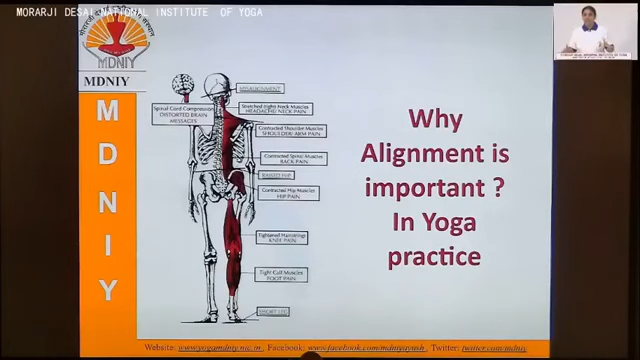 MORARJI DESAI NATIONAL INSTITUTE OF YOGA
MDNIY
MDNIY
M
D
N
I
Y
MISALIGNMENT
Spinal Cord Compression
DISTORTED BRAIN
MESSAGES
Stretched (tight) Neck Muscles
HEADACHE/ NECK PAIN
Contracted Shoulder Muscles
SHOULDER/ ARM PAIN
Contracted Spinal Muscles
BACK PAIN
RAISED HIP
Contracted Hip Muscles
HIP PAIN
Tightened Hamstrings
KNEE PAIN
Tight Calf Muscles
FOOT PAIN
SHORT LEG
Why
Alignment is
important ?
In Yoga
practice
Website: www.yogamdniy.nic.in, Facebook: www.facebook.com/mdniyayush, Twitter: twitter.com/mdniy